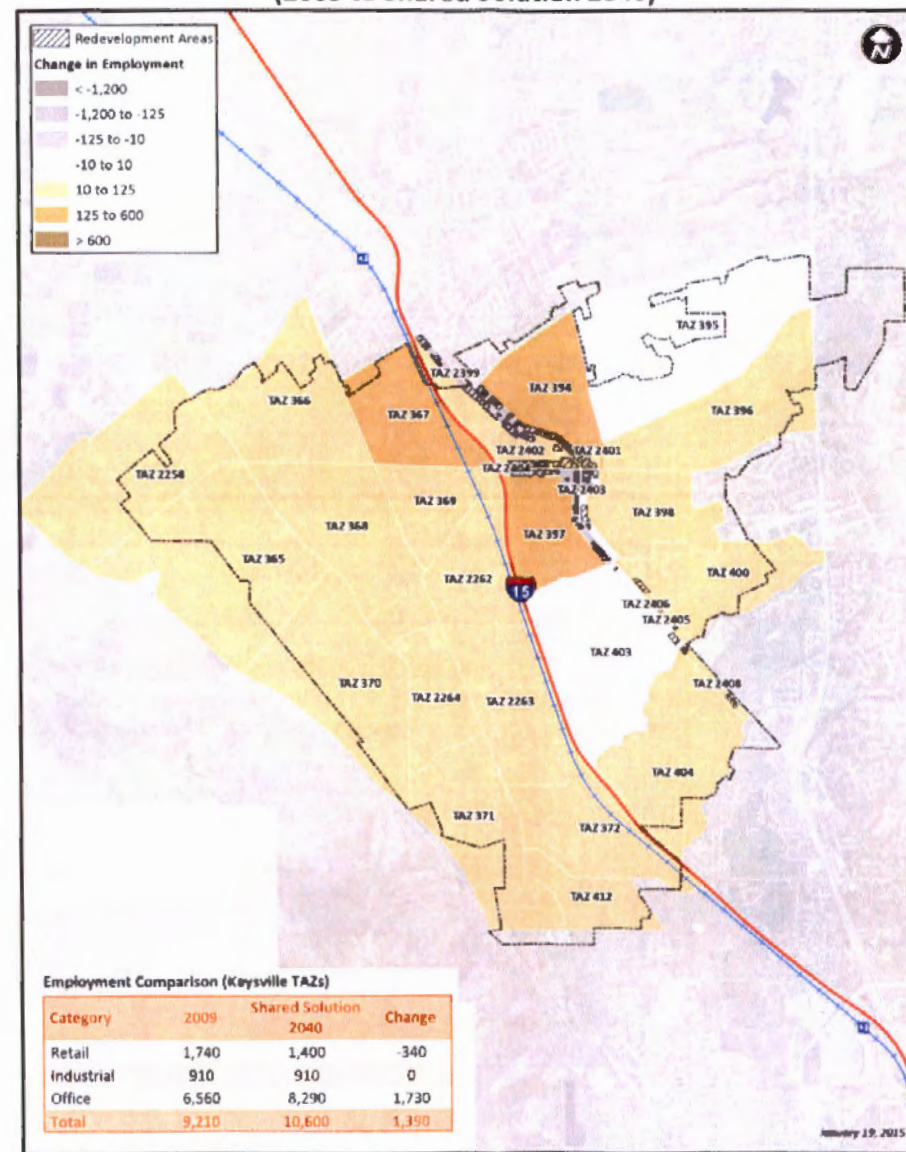 (2009 to Shared Solution 2040)
Redevelopment Areas
N
Change in Employment
< -1,200
-1,200 to -125
-125 to -10
-10 to 10
10 to 125
125 to 600
> 600
TAZ 395
TAZ 2399
TAZ 394
TAZ 366
TAZ 367
TAZ 396
TAZ 2402
TAZ 2401
TAZ 2404
TAZ 2258
TAZ 2403
TAZ 369
TAZ 398
TAZ 368
TAZ 397
TAZ 365
TAZ 400
TAZ 2262
15
TAZ 2406
TAZ 2405
TAZ 403
TAZ 370
TAZ 2408
TAZ 2264
TAZ 2263
TAZ 404
TAZ 371
TAZ 372
TAZ 412
Employment Comparison (Kaysville TAZs)
Category 2009 Shared Solution 2040 Change
Retail 1,740 1,400 -340
Industrial 910 910 0
Office 6,560 8,290 1,730
Total 9,210 10,600 1,390
January 19, 2015